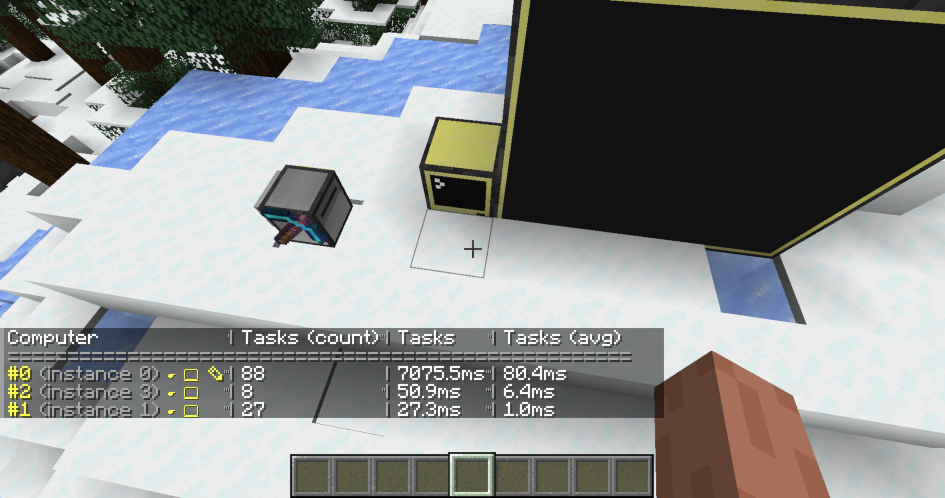 Computer | Tasks (count) | Tasks | Tasks (avg)
=====================================================
#0 (instance 0) | 88 | 7075.5ms | 80.4ms
#2 (instance 3) | 8 | 50.9ms | 6.4ms
#1 (instance 1) | 27 | 27.3ms | 1.0ms